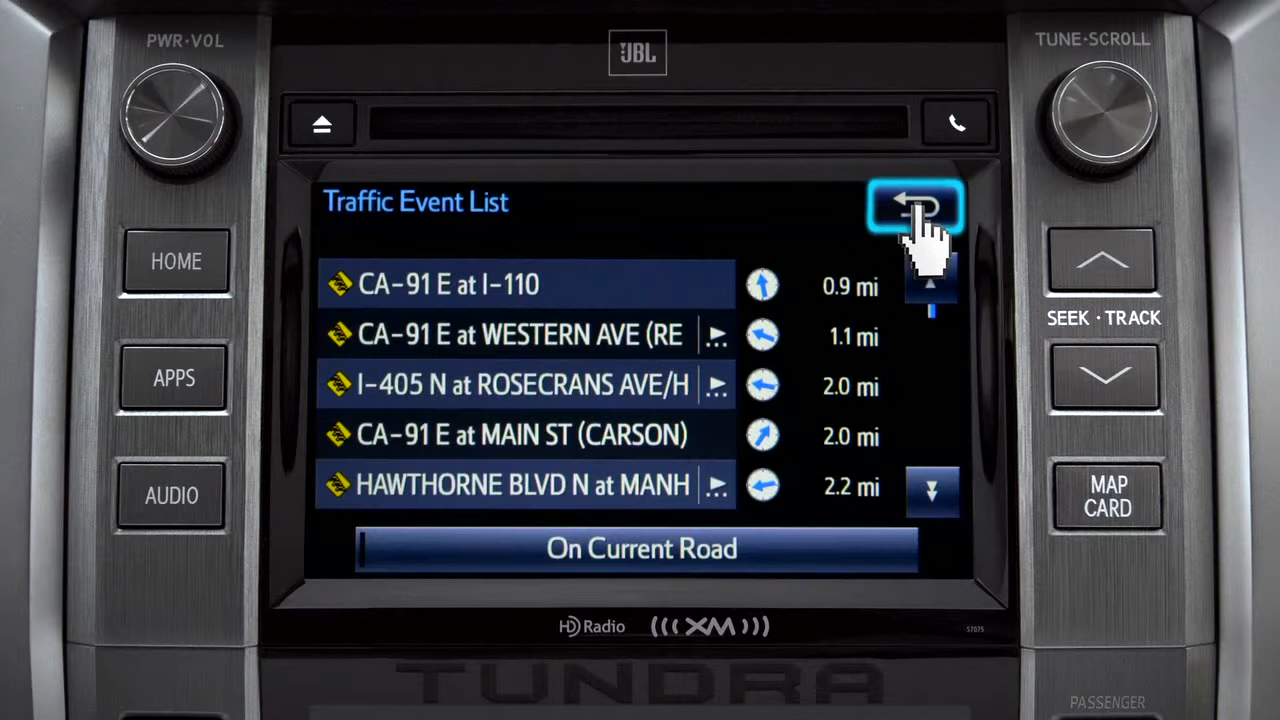 PWR·VOL
JBL
TUNE·SCROLL
Traffic Event List
CA-91 E at I-110
0.9 mi
CA-91 E at WESTERN AVE (RE
1.1 mi
I-405 N at ROSECRANS AVE/H
2.0 mi
CA-91 E at MAIN ST (CARSON)
2.0 mi
HAWTHORNE BLVD N at MANH
2.2 mi
On Current Road
HOME
APPS
AUDIO
SEEK · TRACK
MAP
CARD
HD Radio
XM
57075
TUNDRA
PASSENGER